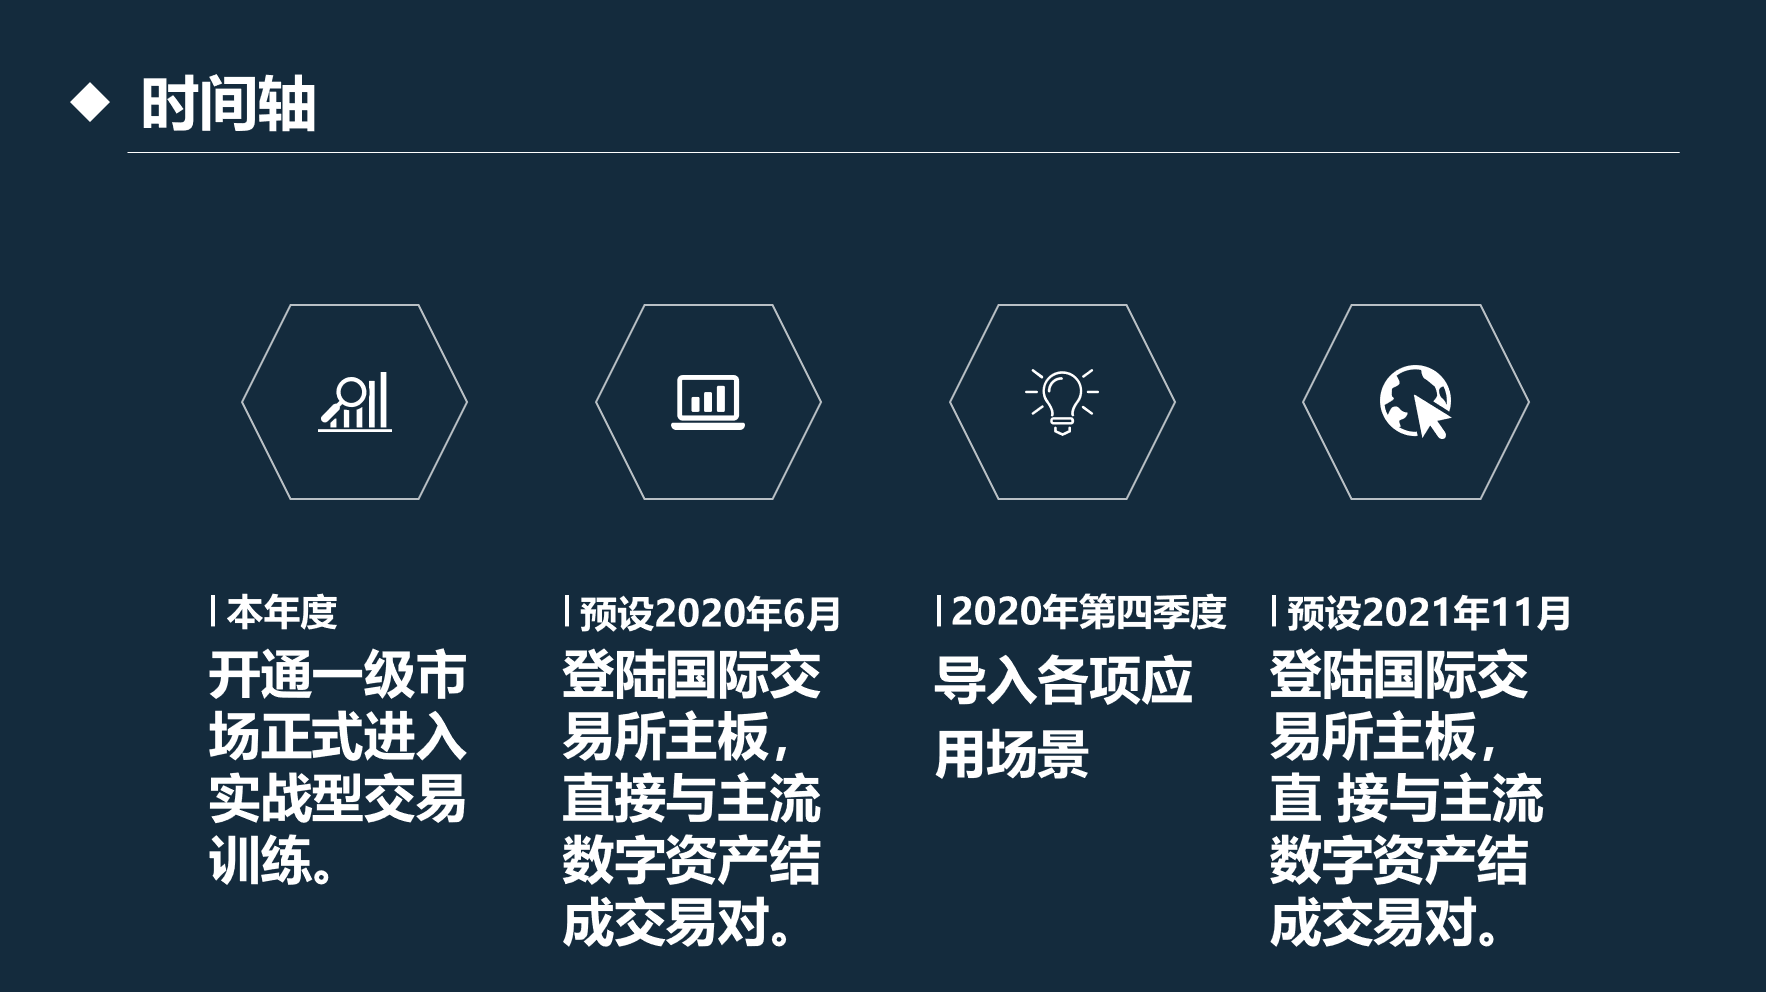 时间轴
本年度
开通一级市
场正式进入
实战型交易
训练。
预设2020年6月
登陆国际交
易所主板，
直接与主流
数字资产结
成交易对。
2020年第四季度
导入各项应
用场景
预设2021年11月
登陆国际交
易所主板，
直 接与主流
数字资产结
成交易对。